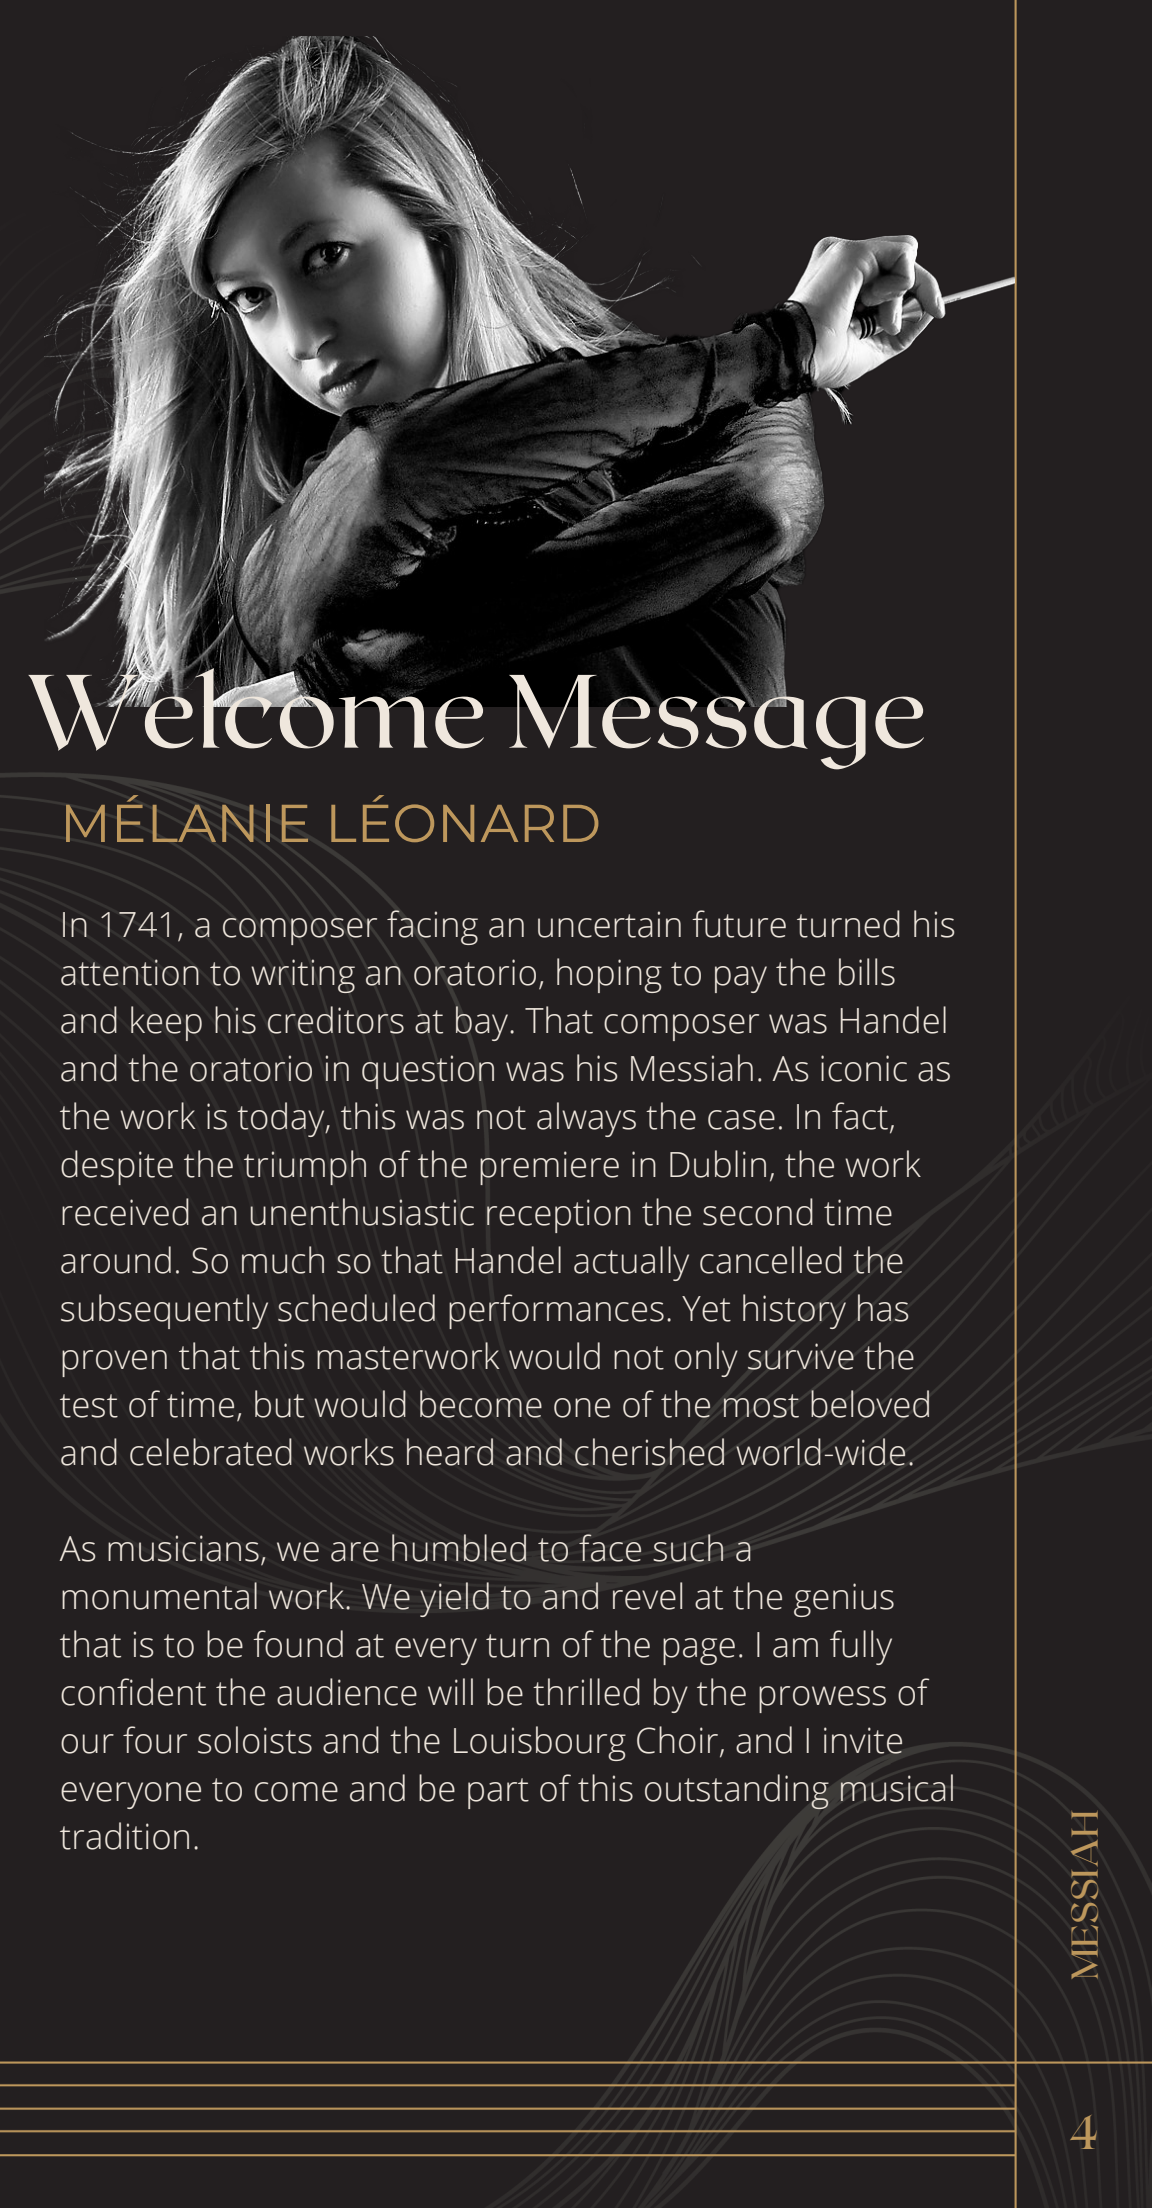 Welcome Message
MÉLANIE LÉONARD
In 1741, a composer facing an uncertain future turned his
attention to writing an oratorio, hoping to pay the bills
and keep his creditors at bay. That composer was Handel
and the oratorio in question was his Messiah. As iconic as
the work is today, this was not always the case. In fact,
despite the triumph of the premiere in Dublin, the work
received an unenthusiastic reception the second time
around. So much so that Handel actually cancelled the
subsequently scheduled performances. Yet history has
proven that this masterwork would not only survive the
test of time, but would become one of the most beloved
and celebrated works heard and cherished world-wide.
As musicians, we are humbled to face such a
monumental work. We yield to and revel at the genius
that is to be found at every turn of the page. I am fully
confident the audience will be thrilled by the prowess of
our four soloists and the Louisbourg Choir, and I invite
everyone to come and be part of this outstanding musical
tradition.
MESSIAH
4